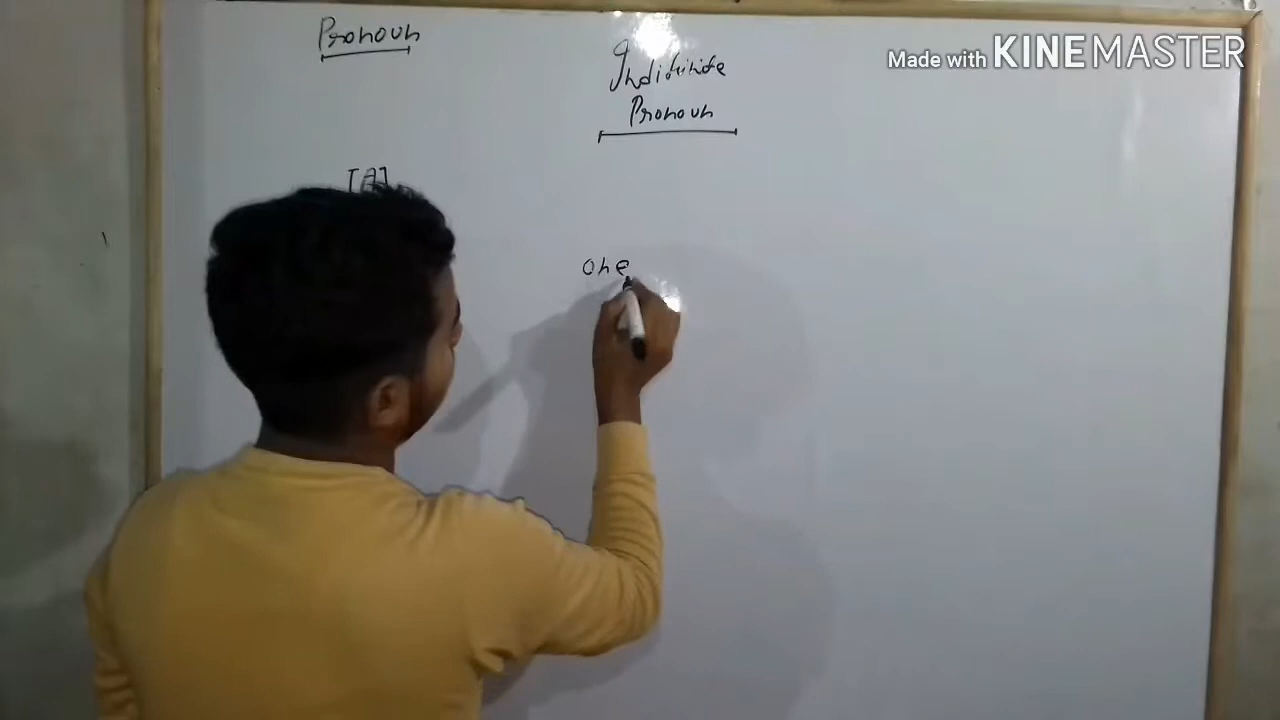 Pronoun
Made with KINEMASTER
Indifinite
Pronoun
[A]
one